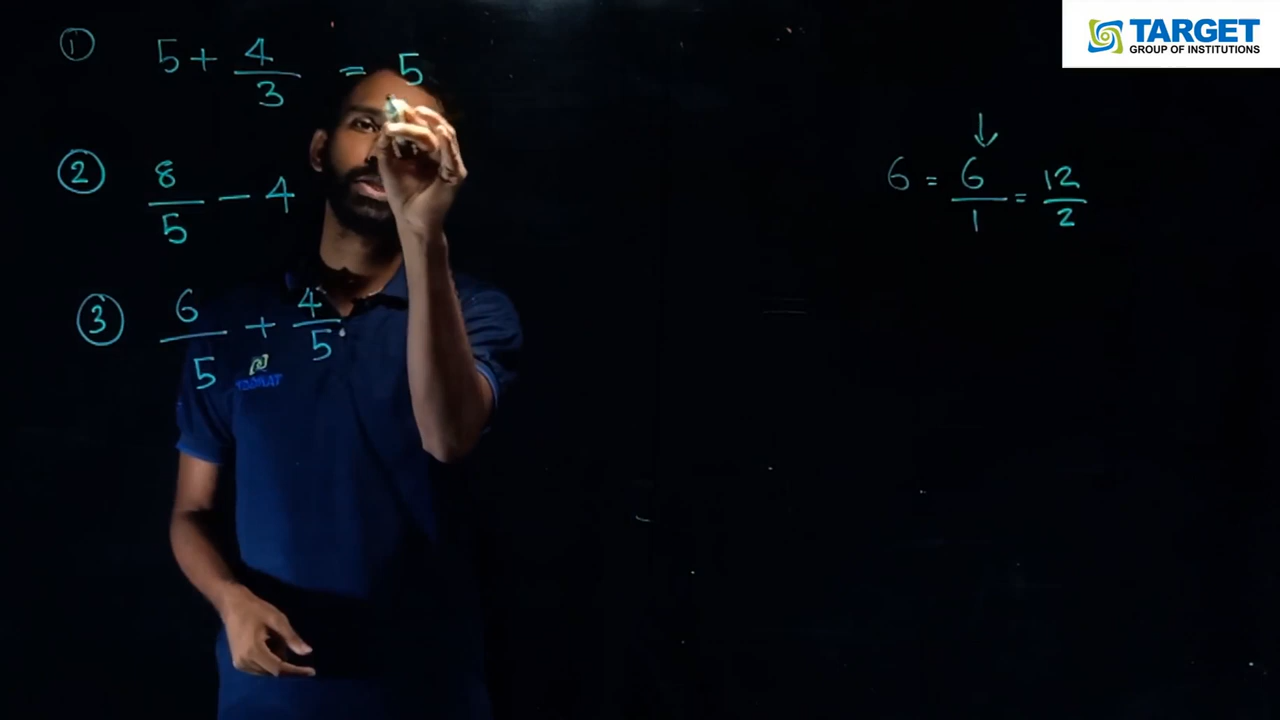 TARGET
GROUP OF INSTITUTIONS
① 5 + 4/3 = 5
6 = 6/1 = 12/2
② 8/5 - 4
③ 6/5 + 4/5